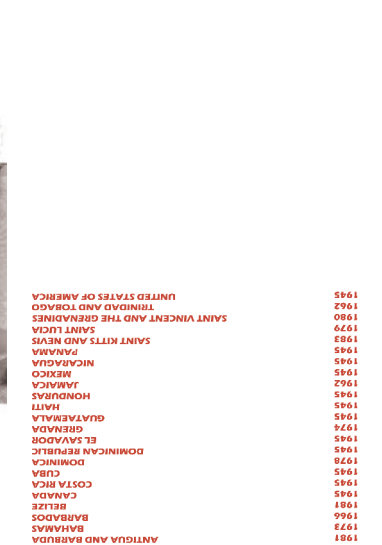 1981 ANTIGUA AND BARBUDA
1973 BAHAMAS
1966 BARBADOS
1981 BELIZE
1945 CANADA
1945 COSTA RICA
1945 CUBA
1978 DOMINICA
1945 DOMINICAN REPUBLIC
1945 EL SAVADOR
1974 GRENADA
1945 GUATEMALA
1945 HAITI
1945 HONDURAS
1962 JAMAICA
1945 MEXICO
1945 NICARAGUA
1945 PANAMA
1983 SAINT KITTS AND NEVIS
1979 SAINT LUCIA
1980 SAINT VINCENT AND THE GRENADINES
1962 TRINIDAD AND TOBAGO
1945 UNITED STATES OF AMERICA